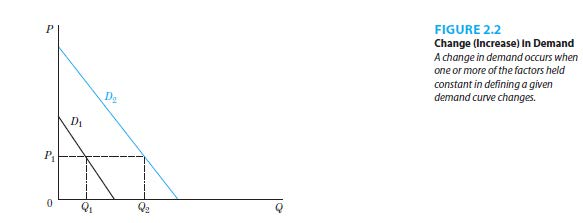 P
D2
D1
P1
0
Q1
Q2
Q
FIGURE 2.2
Change (Increase) in Demand
A change in demand occurs when
one or more of the factors held
constant in defining a given
demand curve changes.